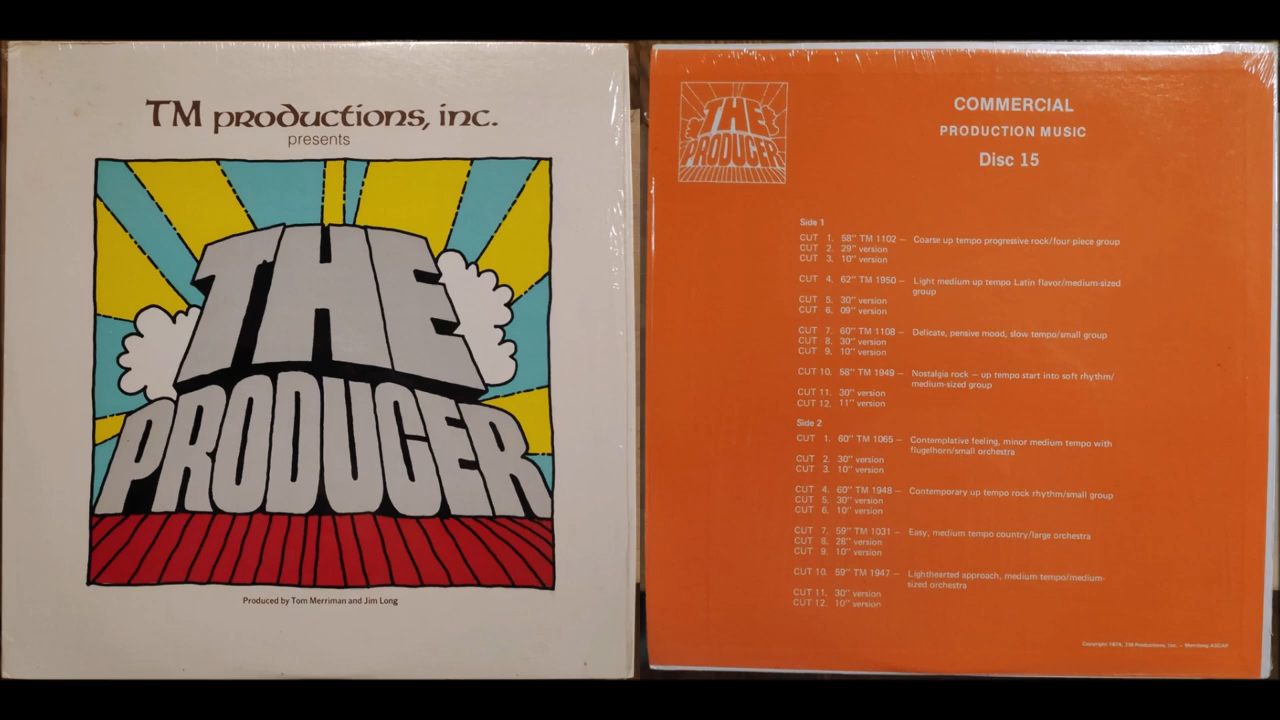 TM productions, inc.
presents
THE
PRODUCER
Produced by Tom Merriman and Jim Long
THE
PRODUCER
COMMERCIAL
PRODUCTION MUSIC
Disc 15
Side 1
CUT 1. 58" TM 1102 — Coarse up tempo progressive rock/four-piece group
CUT 2. 29" version
CUT 3. 10" version
CUT 4. 62" TM 1950 — Light medium up tempo Latin flavor/medium-sized
group
CUT 5. 30" version
CUT 6. 09" version
CUT 7. 60" TM 1108 — Delicate, pensive mood, slow tempo/small group
CUT 8. 30" version
CUT 9. 10" version
CUT 10. 58" TM 1949 — Nostalgia rock — up tempo start into soft rhythm/
medium-sized group
CUT 11. 30" version
CUT 12. 11" version
Side 2
CUT 1. 60" TM 1065 — Contemplative feeling, minor medium tempo with
flugelhorn/small orchestra
CUT 2. 30" version
CUT 3. 10" version
CUT 4. 60" TM 1948 — Contemporary up tempo rock rhythm/small group
CUT 5. 30" version
CUT 6. 10" version
CUT 7. 59" TM 1031 — Easy, medium tempo country/large orchestra
CUT 8. 28" version
CUT 9. 10" version
CUT 10. 59" TM 1947 — Lighthearted approach, medium tempo/medium-
sized orchestra
CUT 11. 30" version
CUT 12. 10" version
Copyright 1974, TM Productions, Inc. — Merrilong ASCAP